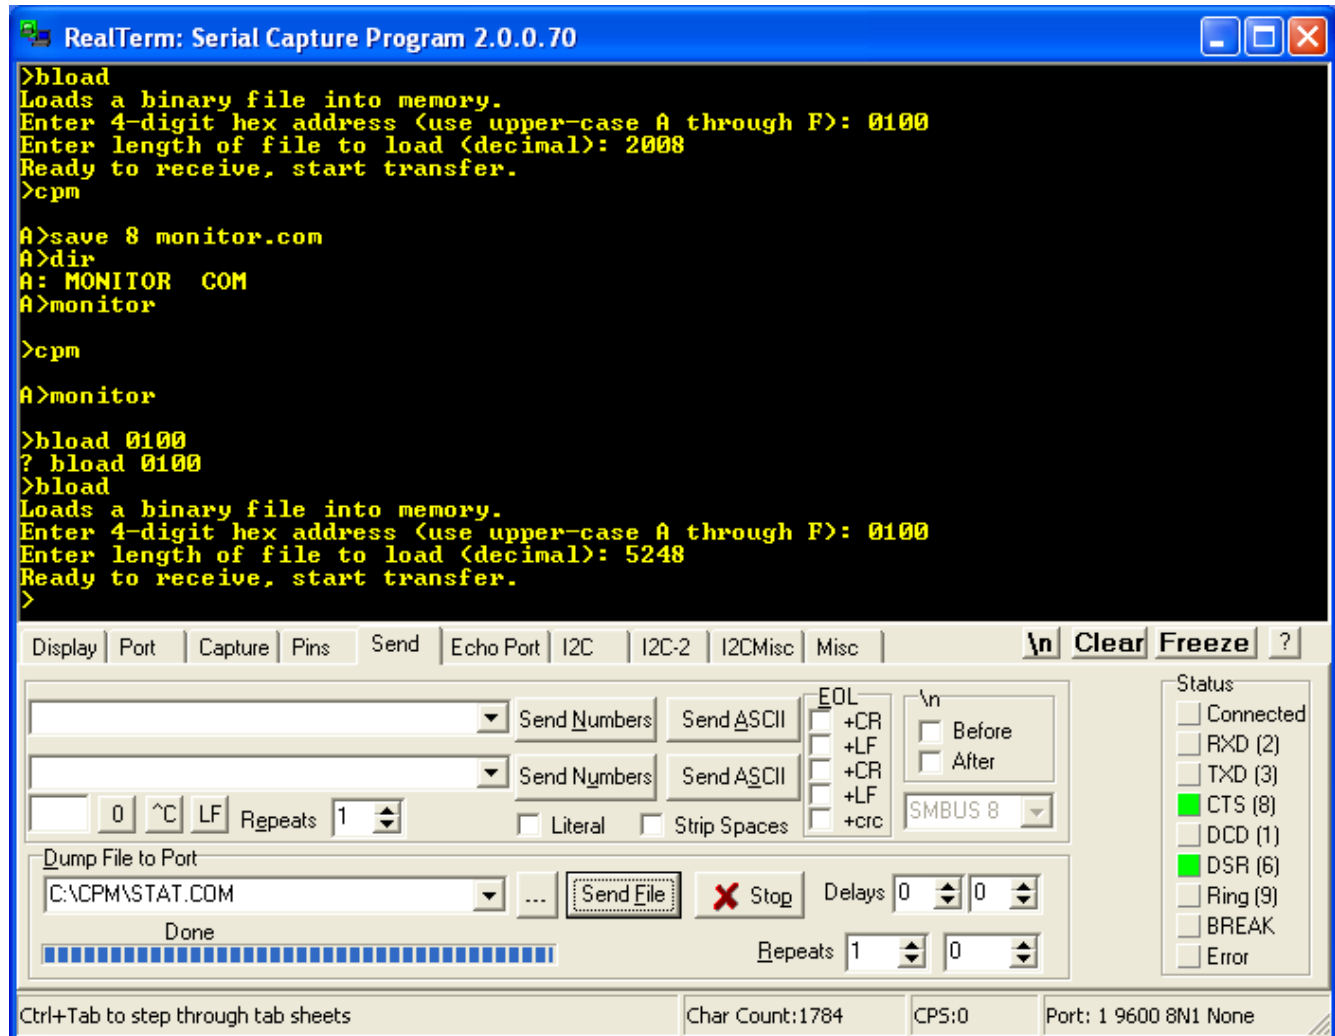 RealTerm: Serial Capture Program 2.0.0.70
>bload
Loads a binary file into memory.
Enter 4-digit hex address (use upper-case A through F): 0100
Enter length of file to load (decimal): 2008
Ready to receive, start transfer.
>cpm
A>save 8 monitor.com
A>dir
A: MONITOR  COM
A>monitor
>cpm
A>monitor
>bload 0100
? bload 0100
>bload
Loads a binary file into memory.
Enter 4-digit hex address (use upper-case A through F): 0100
Enter length of file to load (decimal): 5248
Ready to receive, start transfer.
>
Display Port Capture Pins Send Echo Port I2C I2C-2 I2CMisc Misc \n Clear Freeze ?
Send Numbers Send ASCII
Send Numbers Send ASCII
0 ^C LF Repeats 1
Literal Strip Spaces
EOL
+CR
+LF
+CR
+LF
+crc
\n
Before
After
SMBUS 8
Status
Connected
RXD (2)
TXD (3)
CTS (8)
DCD (1)
DSR (6)
Ring (9)
BREAK
Error
Dump File to Port
C:\CPM\STAT.COM ... Send File Stop Delays 0 0
Done
Repeats 1 0
Ctrl+Tab to step through tab sheets Char Count:1784 CPS:0 Port: 1 9600 8N1 None